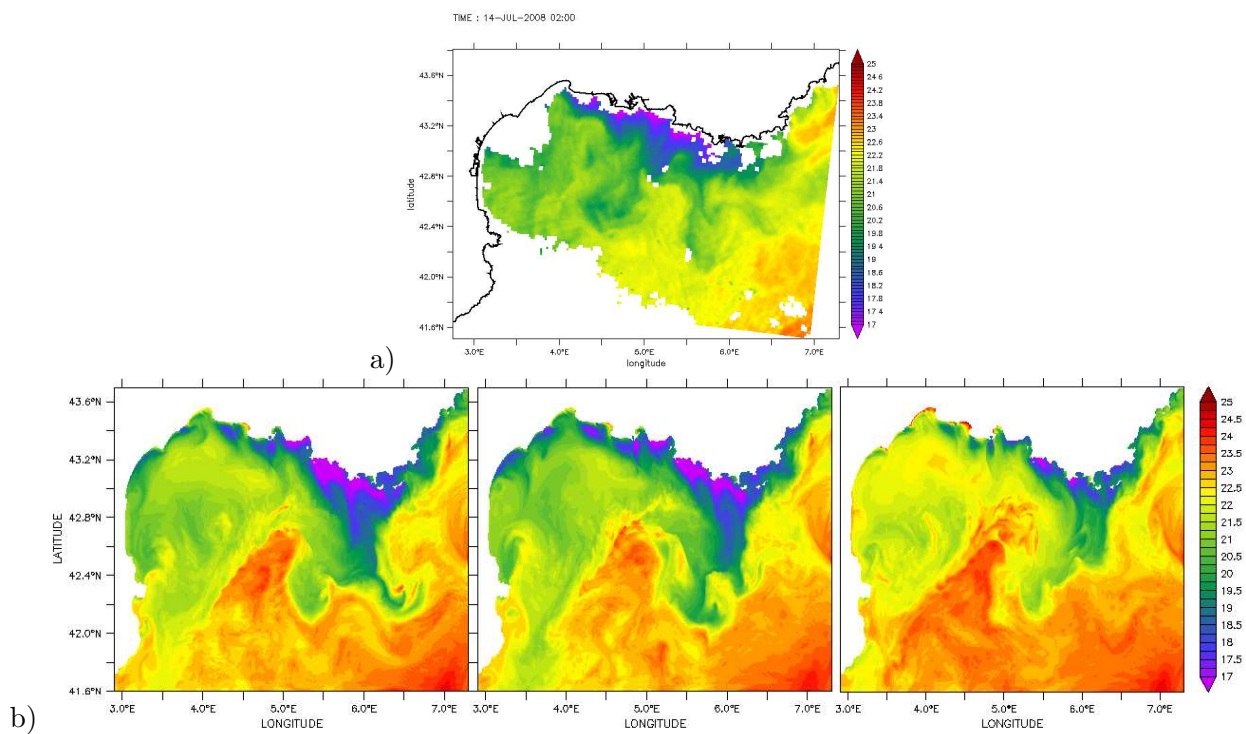 TIME : 14-JUL-2008 02:00
43.6°N
43.2°N
42.8°N
42.4°N
42.0°N
41.6°N
latitude
3.0°E 4.0°E 5.0°E 6.0°E 7.0°E
longitude
25
24.6
24.2
23.8
23.4
23
22.6
22.2
21.8
21.4
21
20.6
20.2
19.8
19.4
19
18.6
18.2
17.8
17.4
17
a)
43.6°N
43.2°N
42.8°N
42.4°N
42.0°N
41.6°N
LATITUDE
3.0°E 4.0°E 5.0°E 6.0°E 7.0°E
LONGITUDE
3.0°E 4.0°E 5.0°E 6.0°E 7.0°E
LONGITUDE
3.0°E 4.0°E 5.0°E 6.0°E 7.0°E
LONGITUDE
25
24.5
24
23.5
23
22.5
22
21.5
21
20.5
20
19.5
19
18.5
18
17.5
17
b)